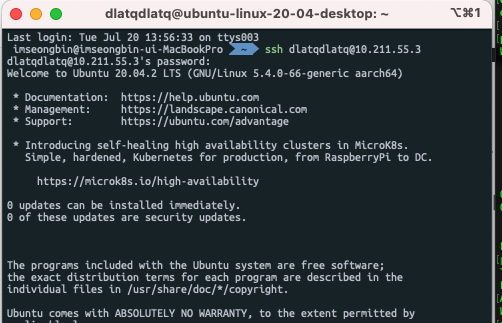 dlatqdlatq@ubuntu-linux-20-04-desktop: ~ ⌥⌘1
Last login: Tue Jul 20 13:56:33 on ttys003
imseongbin@imseongbin-ui-MacBookPro ~ ssh dlatqdlatq@10.211.55.3
dlatqdlatq@10.211.55.3's password:
Welcome to Ubuntu 20.04.2 LTS (GNU/Linux 5.4.0-66-generic aarch64)
* Documentation: https://help.ubuntu.com
* Management: https://landscape.canonical.com
* Support: https://ubuntu.com/advantage
* Introducing self-healing high availability clusters in MicroK8s.
Simple, hardened, Kubernetes for production, from RaspberryPi to DC.
https://microk8s.io/high-availability
0 updates can be installed immediately.
0 of these updates are security updates.
The programs included with the Ubuntu system are free software;
the exact distribution terms for each program are described in the
individual files in /usr/share/doc/*/copyright.
Ubuntu comes with ABSOLUTELY NO WARRANTY, to the extent permitted by